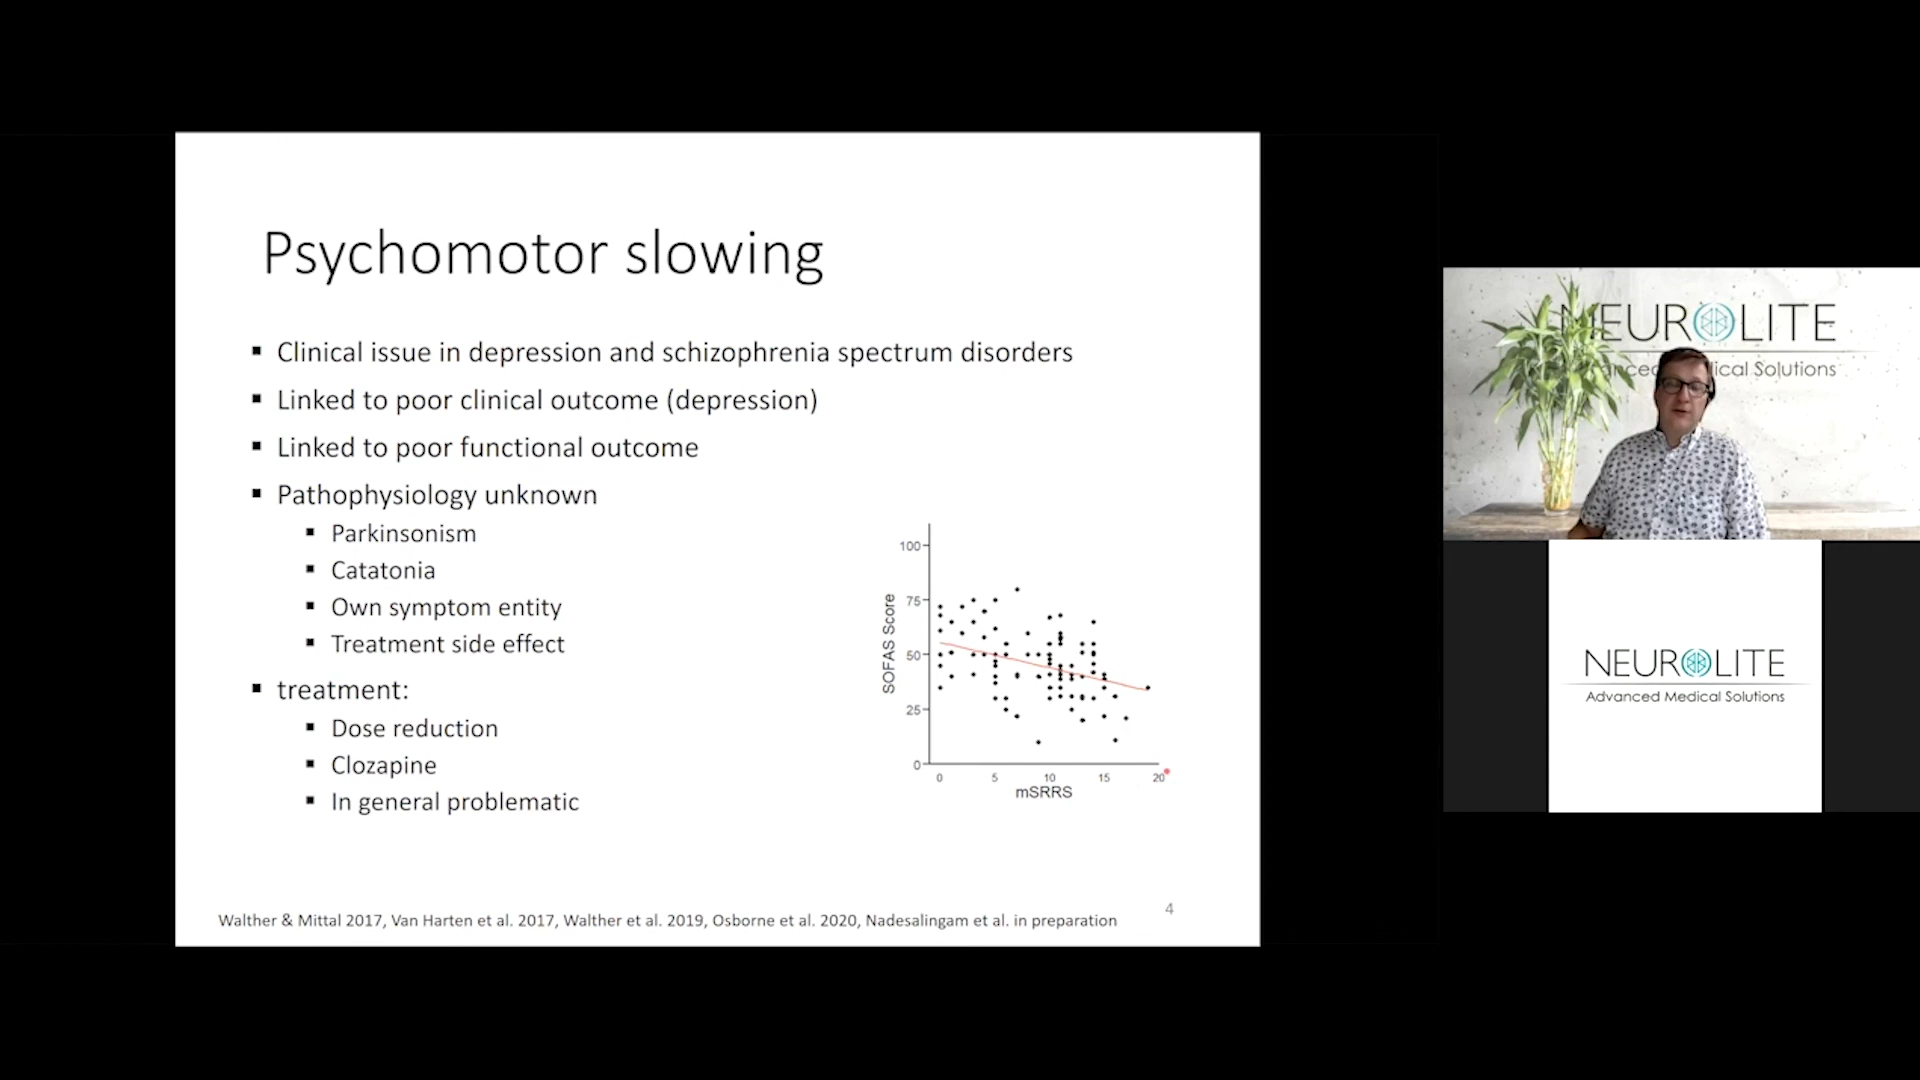 Psychomotor slowing
▪ Clinical issue in depression and schizophrenia spectrum disorders
▪ Linked to poor clinical outcome (depression)
▪ Linked to poor functional outcome
▪ Pathophysiology unknown
▪ Parkinsonism
▪ Catatonia
▪ Own symptom entity
▪ Treatment side effect
▪ treatment:
▪ Dose reduction
▪ Clozapine
▪ In general problematic
SOFAS Score
100
75
50
25
0
0 5 10 15 20
mSRRS
Walther & Mittal 2017, Van Harten et al. 2017, Walther et al. 2019, Osborne et al. 2020, Nadesalingam et al. in preparation
4
NEUROLITE
Solutions
NEUROLITE
Advanced Medical Solutions